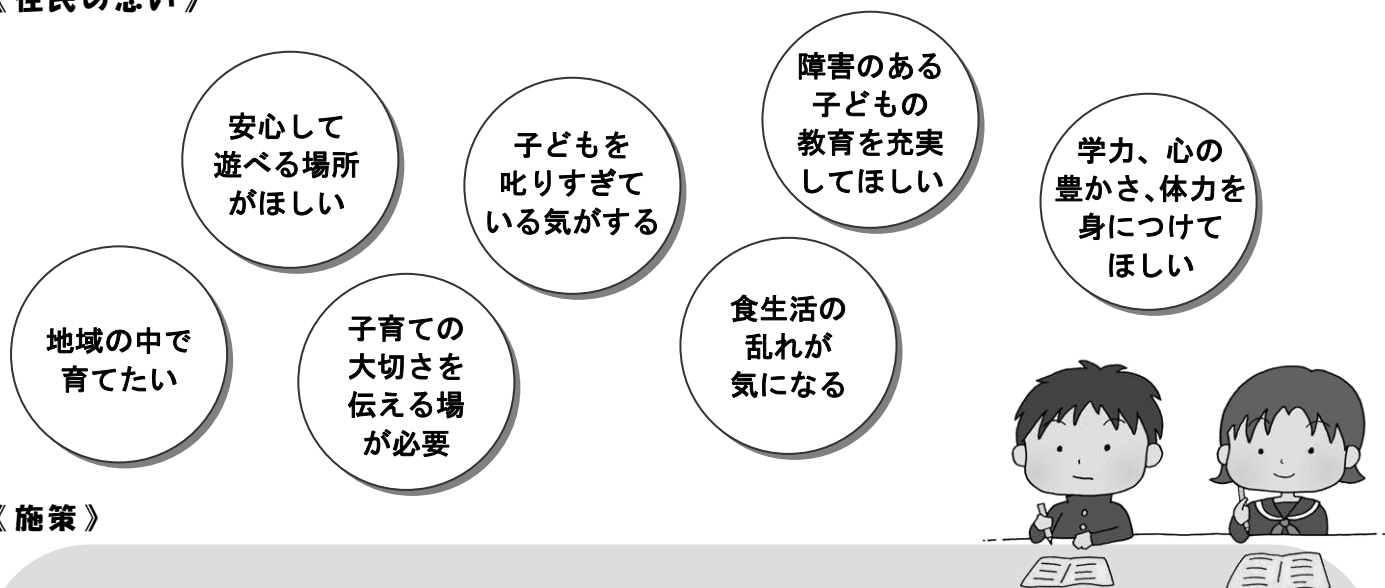 《住民の思い》
安心して
遊べる場所
がほしい
子どもを
叱りすぎて
いる気がする
障害のある
子どもの
教育を充実
してほしい
学力、心の
豊かさ、体力を
身につけて
ほしい
地域の中で
育てたい
子育ての
大切さを
伝える場
が必要
食生活の
乱れが
気になる
《施策》